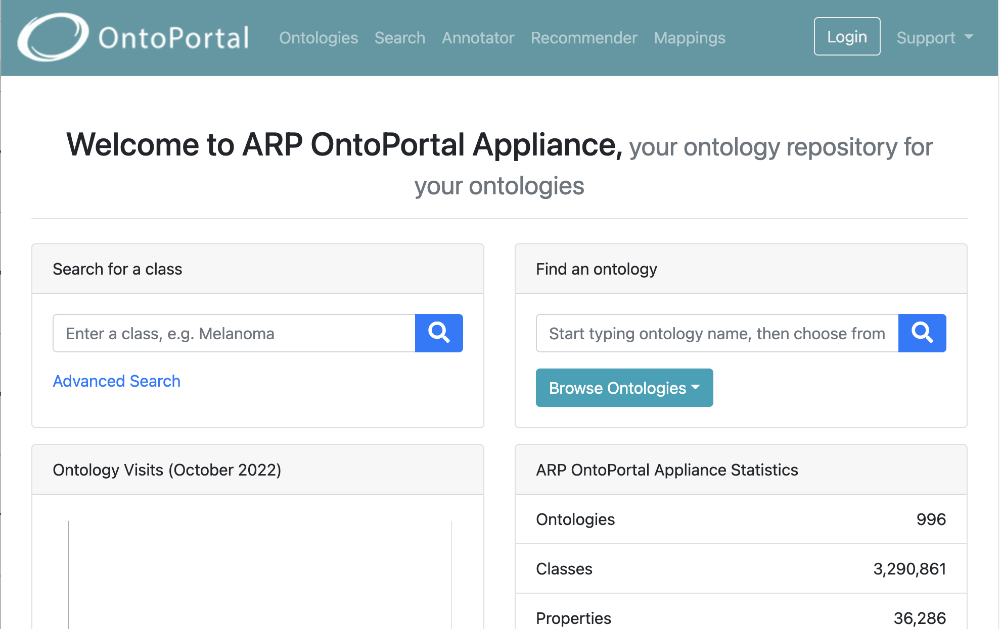 OntoPortal
Ontologies Search Annotator Recommender Mappings
Login
Support
Welcome to ARP OntoPortal Appliance, your ontology repository for
your ontologies
Search for a class
Enter a class, e.g. Melanoma
Advanced Search
Find an ontology
Start typing ontology name, then choose from
Browse Ontologies
Ontology Visits (October 2022)
ARP OntoPortal Appliance Statistics
Ontologies 996
Classes 3,290,861
Properties 36,286